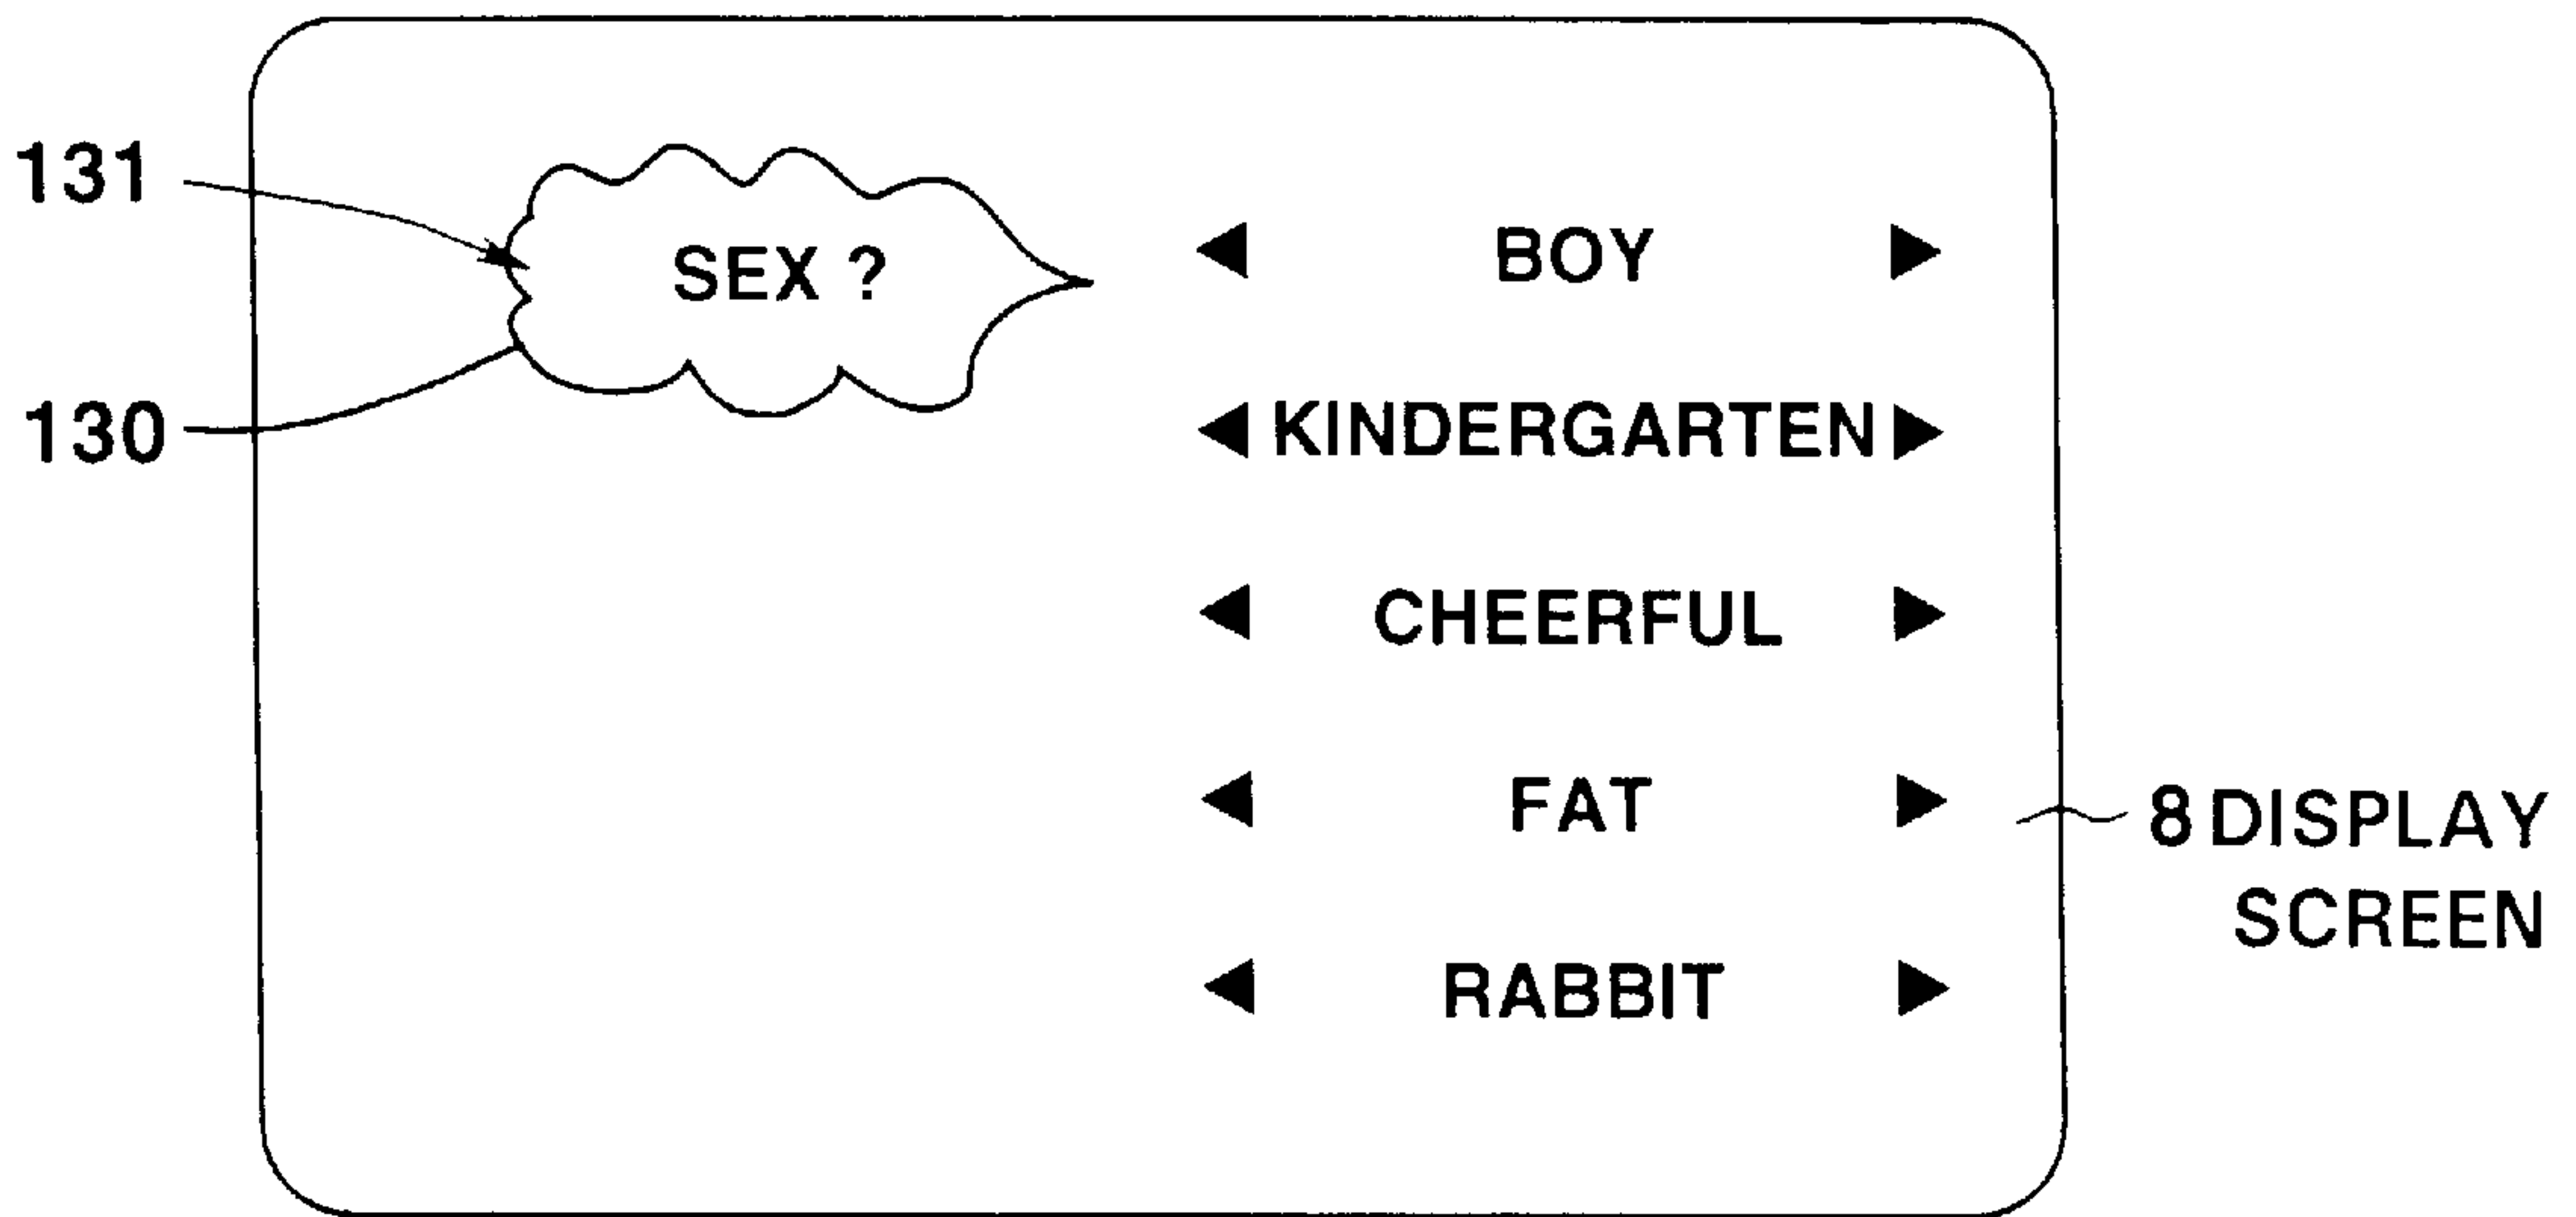 131
SEX ?
130
BOY
KINDERGARTEN
CHEERFUL
FAT
RABBIT
8 DISPLAY
SCREEN